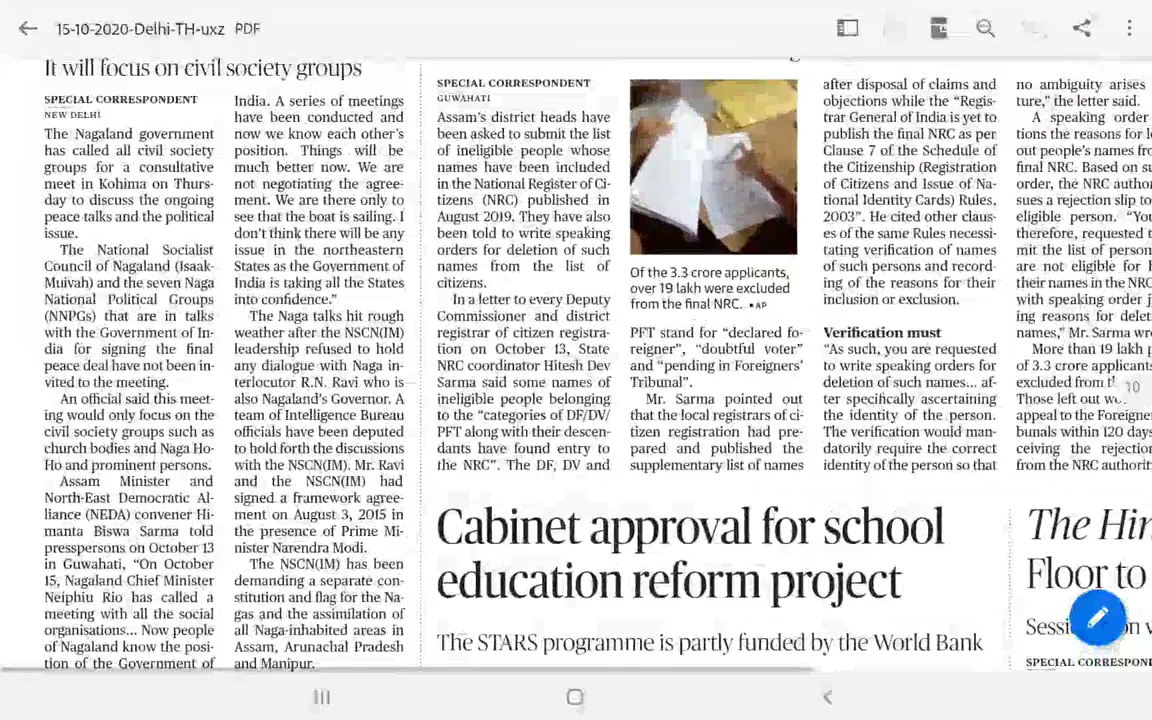 15-10-2020-Delhi-TH-uxz PDF
It will focus on civil society groups
SPECIAL CORRESPONDENT
NEW DELHI
The Nagaland government
has called all civil society
groups for a consultative
meet in Kohima on Thurs-
day to discuss the ongoing
peace talks and the political
issue.
The National Socialist
Council of Nagaland (Isaak-
Muivah) and the seven Naga
National Political Groups
(NNPGs) that are in talks
with the Government of In-
dia for signing the final
peace deal have not been in-
vited to the meeting.
An official said this meet-
ing would only focus on the
civil society groups such as
church bodies and Naga Ho-
Ho and prominent persons.
Assam Minister and
North-East Democratic Al-
liance (NEDA) convener Hi-
manta Biswa Sarma told
presspersons on October 13
in Guwahati, “On October
15, Nagaland Chief Minister
Neiphiu Rio has called a
meeting with all the social
organisations... Now people
of Nagaland know the posi-
tion of the Government of
India. A series of meetings
have been conducted and
now we know each other's
position. Things will be
much better now. We are
not negotiating the agree-
ment. We are there only to
see that the boat is sailing. I
don't think there will be any
issue in the northeastern
States as the Government of
India is taking all the States
into confidence.”
The Naga talks hit rough
weather after the NSCN(IM)
leadership refused to hold
any dialogue with Naga in-
terlocutor R.N. Ravi who is
also Nagaland's Governor. A
team of Intelligence Bureau
officials have been deputed
to hold forth the discussions
with the NSCN(IM). Mr. Ravi
and the NSCN(IM) had
signed a framework agree-
ment on August 3, 2015 in
the presence of Prime Mi-
nister Narendra Modi.
The NSCN(IM) has been
demanding a separate con-
stitution and flag for the Na-
gas and the assimilation of
all Naga-inhabited areas in
Assam, Arunachal Pradesh
and Manipur.
SPECIAL CORRESPONDENT
GUWAHATI
Assam's district heads have
been asked to submit the list
of ineligible people whose
names have been included
in the National Register of Ci-
tizens (NRC) published in
August 2019. They have also
been told to write speaking
orders for deletion of such
names from the list of
citizens.
In a letter to every Deputy
Commissioner and district
registrar of citizen registra-
tion on October 13, State
NRC coordinator Hitesh Dev
Sarma said some names of
ineligible people belonging
to the “categories of DF/DV/
PFT along with their descen-
dants have found entry to
the NRC”. The DF, DV and
Of the 3.3 crore applicants,
over 19 lakh were excluded
from the final NRC. • AP
PFT stand for “declared fo-
reigner”, “doubtful voter”
and “pending in Foreigners'
Tribunal”.
Mr. Sarma pointed out
that the local registrars of ci-
tizen registration had pre-
pared and published the
supplementary list of names
after disposal of claims and
objections while the “Regis-
trar General of India is yet to
publish the final NRC as per
Clause 7 of the Schedule of
the Citizenship (Registration
of Citizens and Issue of Na-
tional Identity Cards) Rules,
2003”. He cited other claus-
es of the same Rules necessi-
tating verification of names
of such persons and record-
ing of the reasons for their
inclusion or exclusion.
Verification must
“As such, you are requested
to write speaking orders for
deletion of such names... af-
ter specifically ascertaining
the identity of the person.
The verification would man-
datorily require the correct
identity of the person so that
no ambiguity arises
ture,” the letter said.
A speaking order
tions the reasons for
out people's names
final NRC. Based on
order, the NRC
sues a rejection slip
eligible person.
therefore, requested
mit the list of
are not eligible for
their names in the NRC
with speaking order
ing reasons for
names,” Mr. Sarma
More than 19 lakh
of 3.3 crore applicants
excluded from
Those left out
appeal to the
bunals within 120 days
ceiving the
from the NRC
10
Cabinet approval for school
education reform project
The STARS programme is partly funded by the World Bank
The
Floor to
SPECIAL